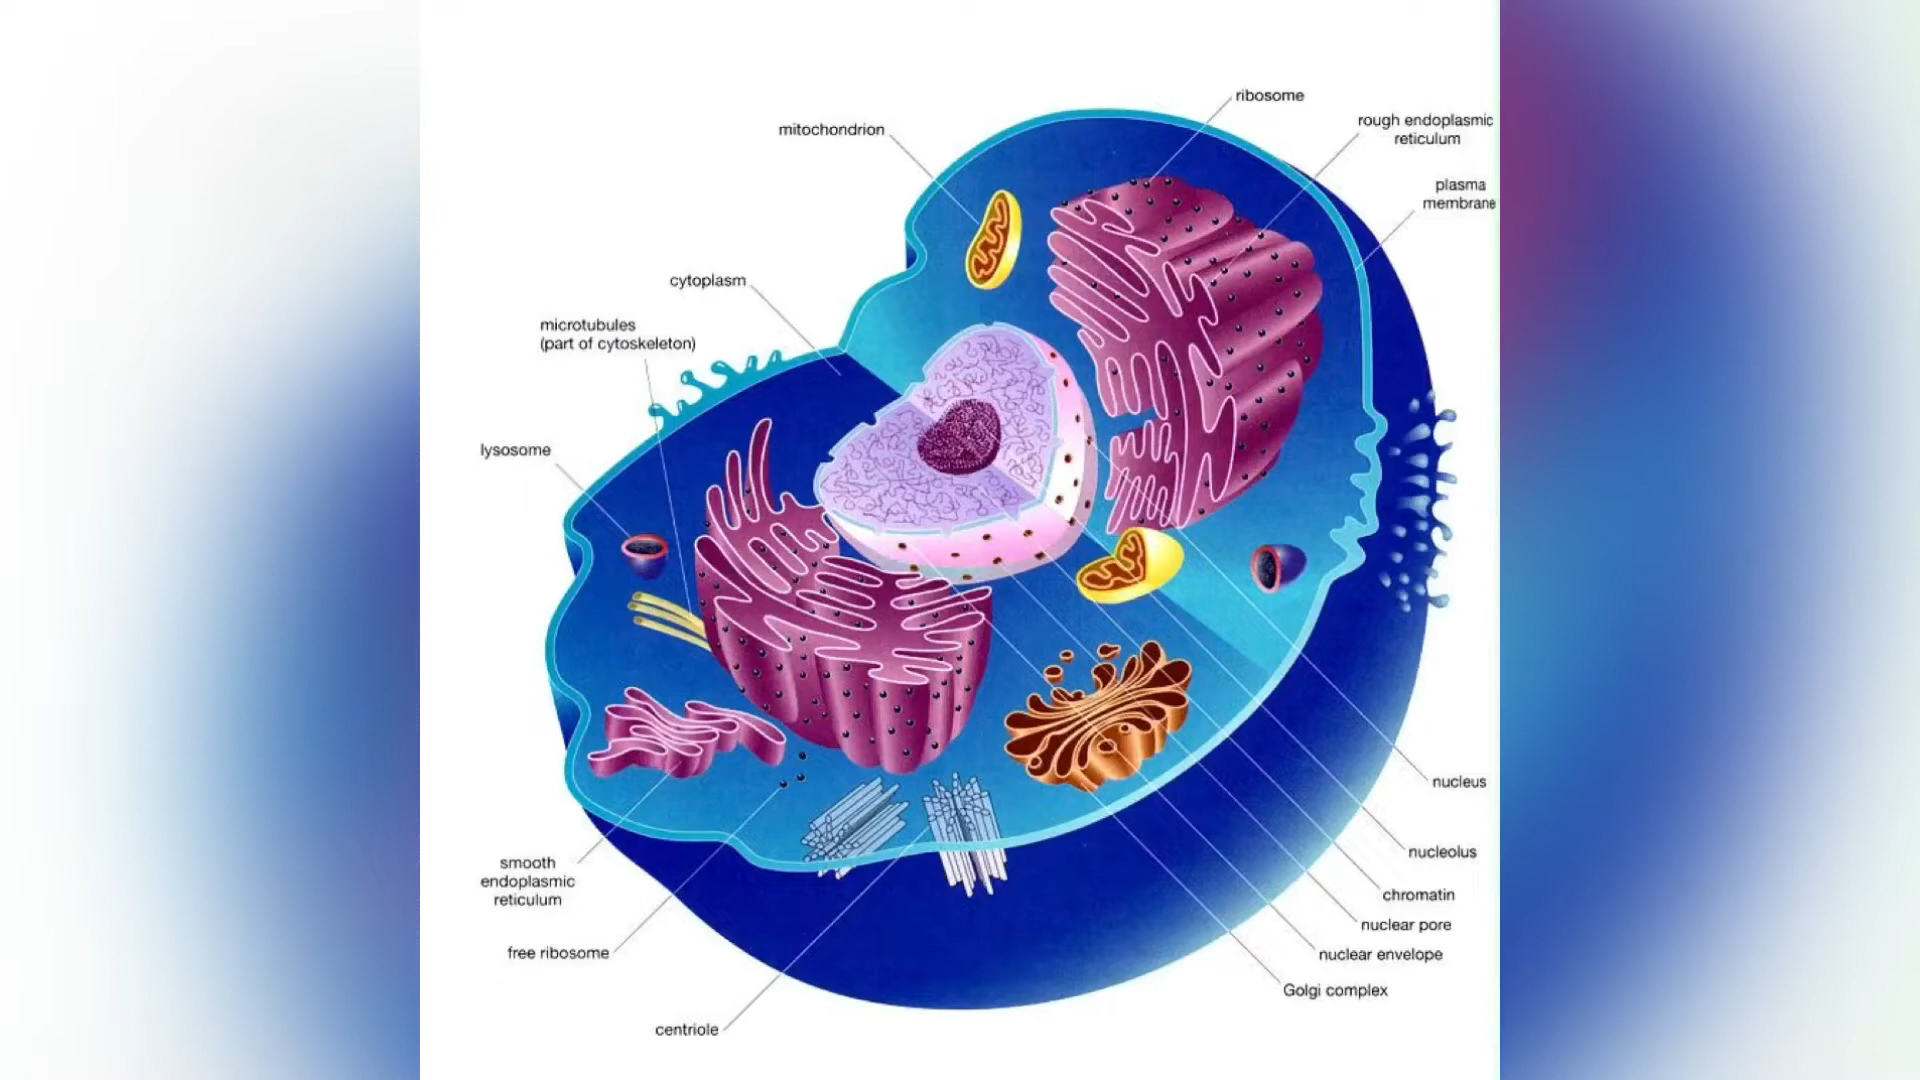 ribosome
mitochondrion
rough endoplasmic
reticulum
plasma
membrane
cytoplasm
microtubules
(part of cytoskeleton)
lysosome
nucleus
nucleolus
smooth
endoplasmic
reticulum
chromatin
nuclear pore
free ribosome
nuclear envelope
Golgi complex
centriole